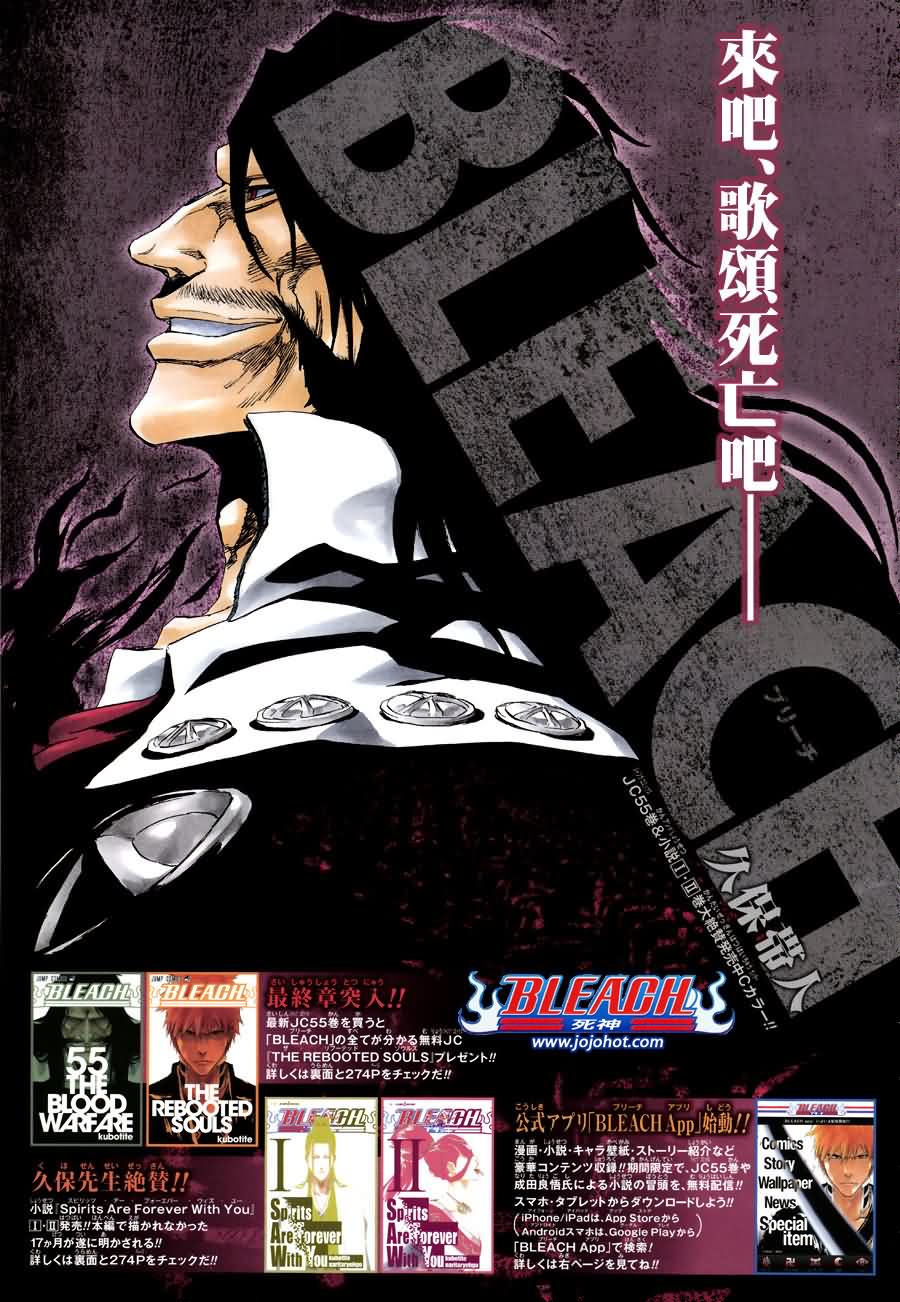 來吧、歌頌死亡吧——
BLEACH
ブリーチ
久保帯人
JC55巻&小説Ⅰ・Ⅱ巻大絶賛発売中Cカラー!!
BLEACH
55
THE
BLOOD
WARFARE
kubotite
BLEACH
THE
REBOOTED
SOULS
kubotite
最終章突入!!
最新JC55巻を買うと
「BLEACH」の全てが分かる無料JC
『THE REBOOTED SOULS』プレゼント!!
詳しくは裏面と274Pをチェックだ!!
BLEACH
死神
www.jojohot.com
久保先生絶賛!!
小説『Spirits Are Forever With You』
Ⅰ・Ⅱ発売!!本編で描かれなかった
17ヵ月が遂に明かされる!!
詳しくは裏面と274Pをチェックだ!!
BLEACH
Ⅰ
Spirits
Are Forever
With You
kubotite
naritaryohgo
BLEACH
Ⅱ
Spirits
Are Forever
With You
kubotite
naritaryohgo
公式アプリ「BLEACH App」始動!!
漫画・小説・キャラ壁紙・ストーリー紹介など
豪華コンテンツ収録!!期間限定で、JC55巻や
成田良悟氏による小説の冒頭を、無料配信!!
スマホ・タブレットからダウンロードしよう!!
(iPhone/iPadは、App Storeから
Androidスマホは、Google Playから)
「BLEACH App」で検索!
詳しくは右ページを見てね!!
BLEACH
Comics
Story
Wallpaper
News
Special
item